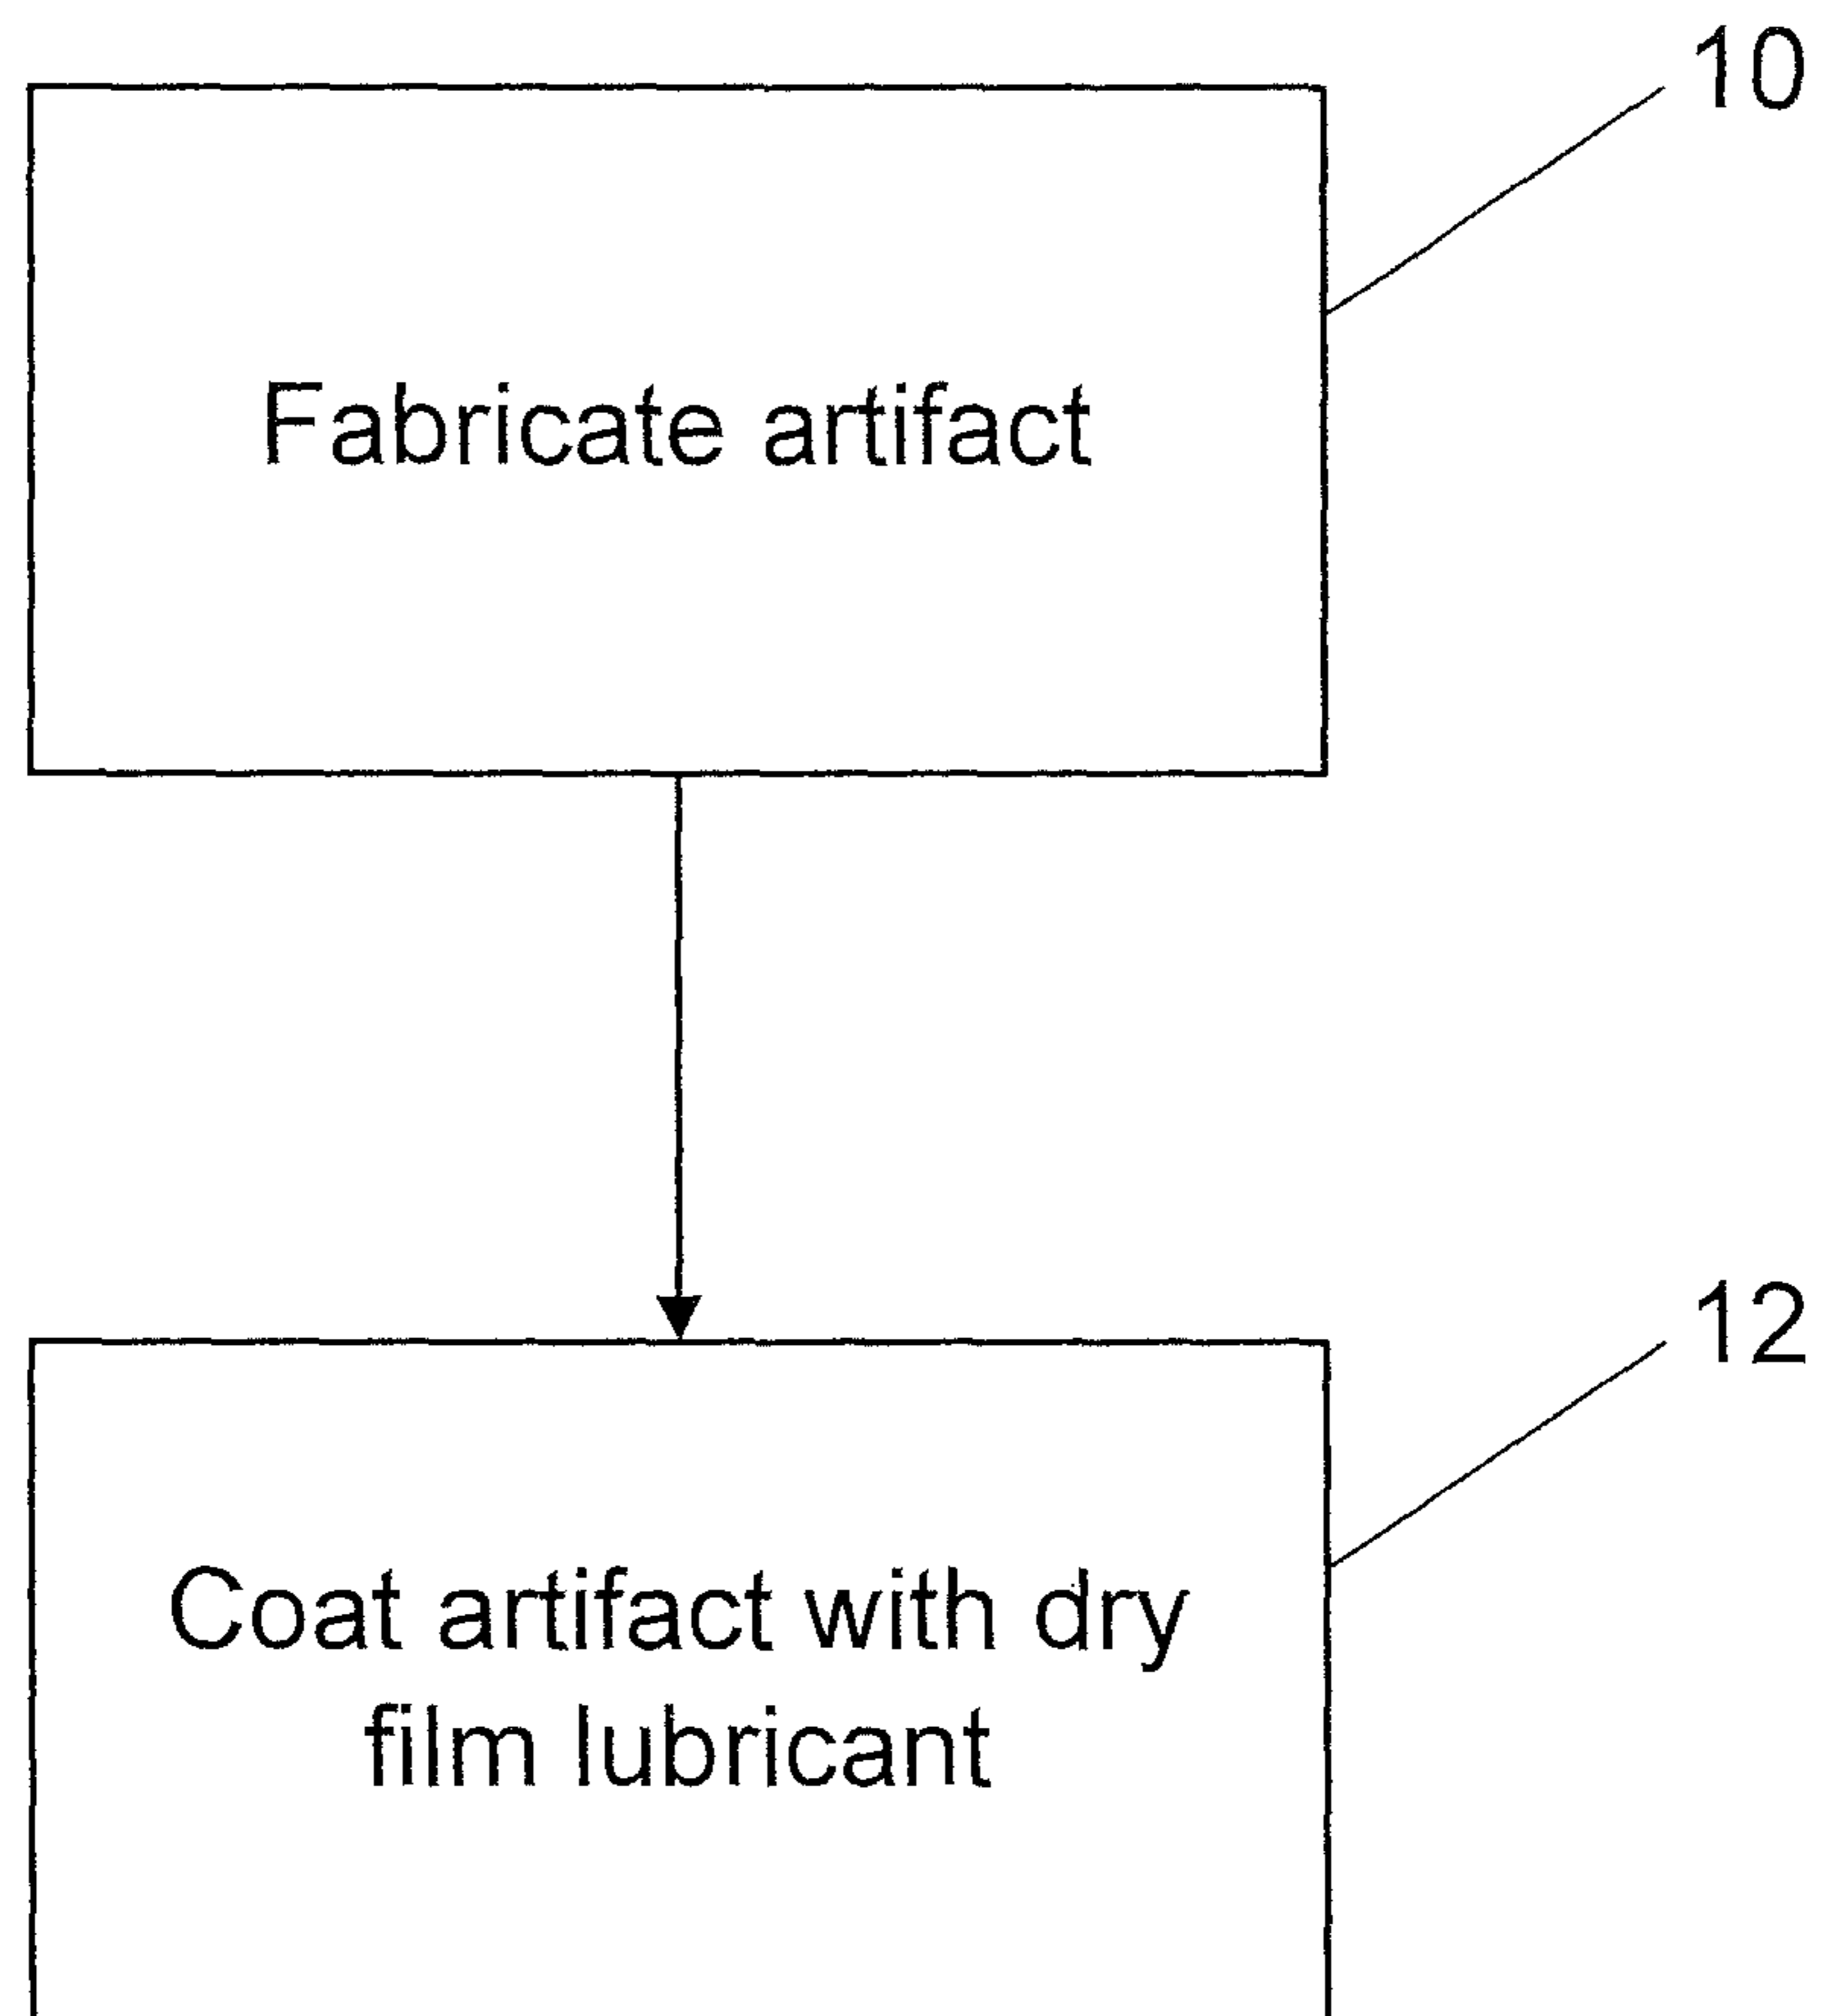 10
Fabricate artifact
12
Coat artifact with dry
film lubricant